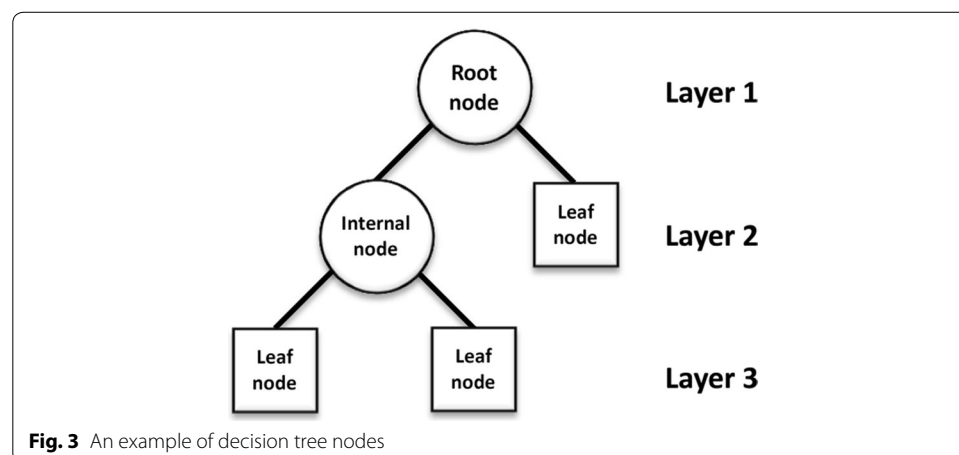 Root
node
Layer 1
Internal
node
Leaf
node
Layer 2
Leaf
node
Leaf
node
Layer 3
Fig. 3 An example of decision tree nodes